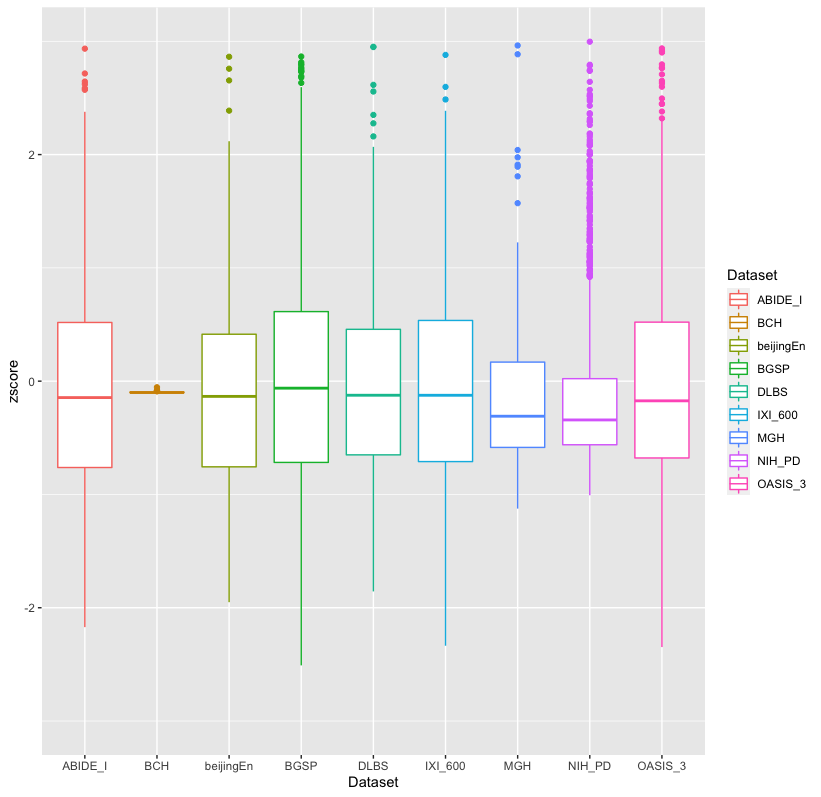 zscore
2
0
-2
ABIDE_I
BCH
beijingEn
BGSP
DLBS
IXI_600
MGH
NIH_PD
OASIS_3
Dataset
Dataset
ABIDE_I
BCH
beijingEn
BGSP
DLBS
IXI_600
MGH
NIH_PD
OASIS_3